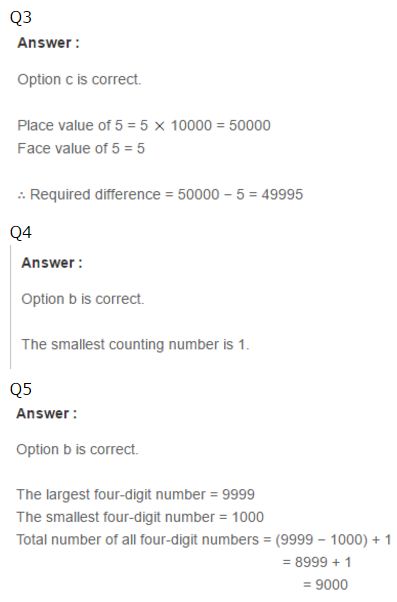 Q3
Answer :
Option c is correct.
Place value of 5 = 5 × 10000 = 50000
Face value of 5 = 5
∴ Required difference = 50000 − 5 = 49995
Q4
Answer :
Option b is correct.
The smallest counting number is 1.
Q5
Answer :
Option b is correct.
The largest four-digit number = 9999
The smallest four-digit number = 1000
Total number of all four-digit numbers = (9999 − 1000) + 1
= 8999 + 1
= 9000